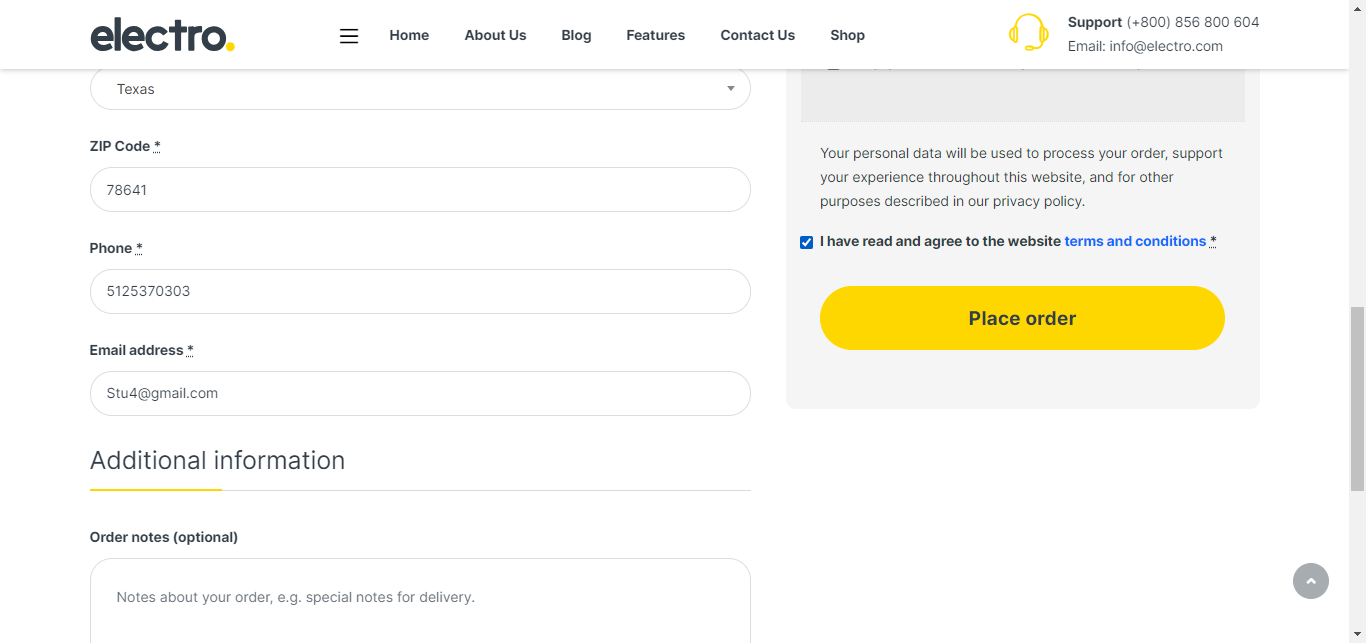 electro.
Home
About Us
Blog
Features
Contact Us
Shop
Support (+800) 856 800 604
Email: info@electro.com
Texas
ZIP Code *
78641
Phone *
5125370303
Email address *
Stu4@gmail.com
Additional information
Order notes (optional)
Notes about your order, e.g. special notes for delivery.
Your personal data will be used to process your order, support
your experience throughout this website, and for other
purposes described in our privacy policy.
I have read and agree to the website terms and conditions *
Place order